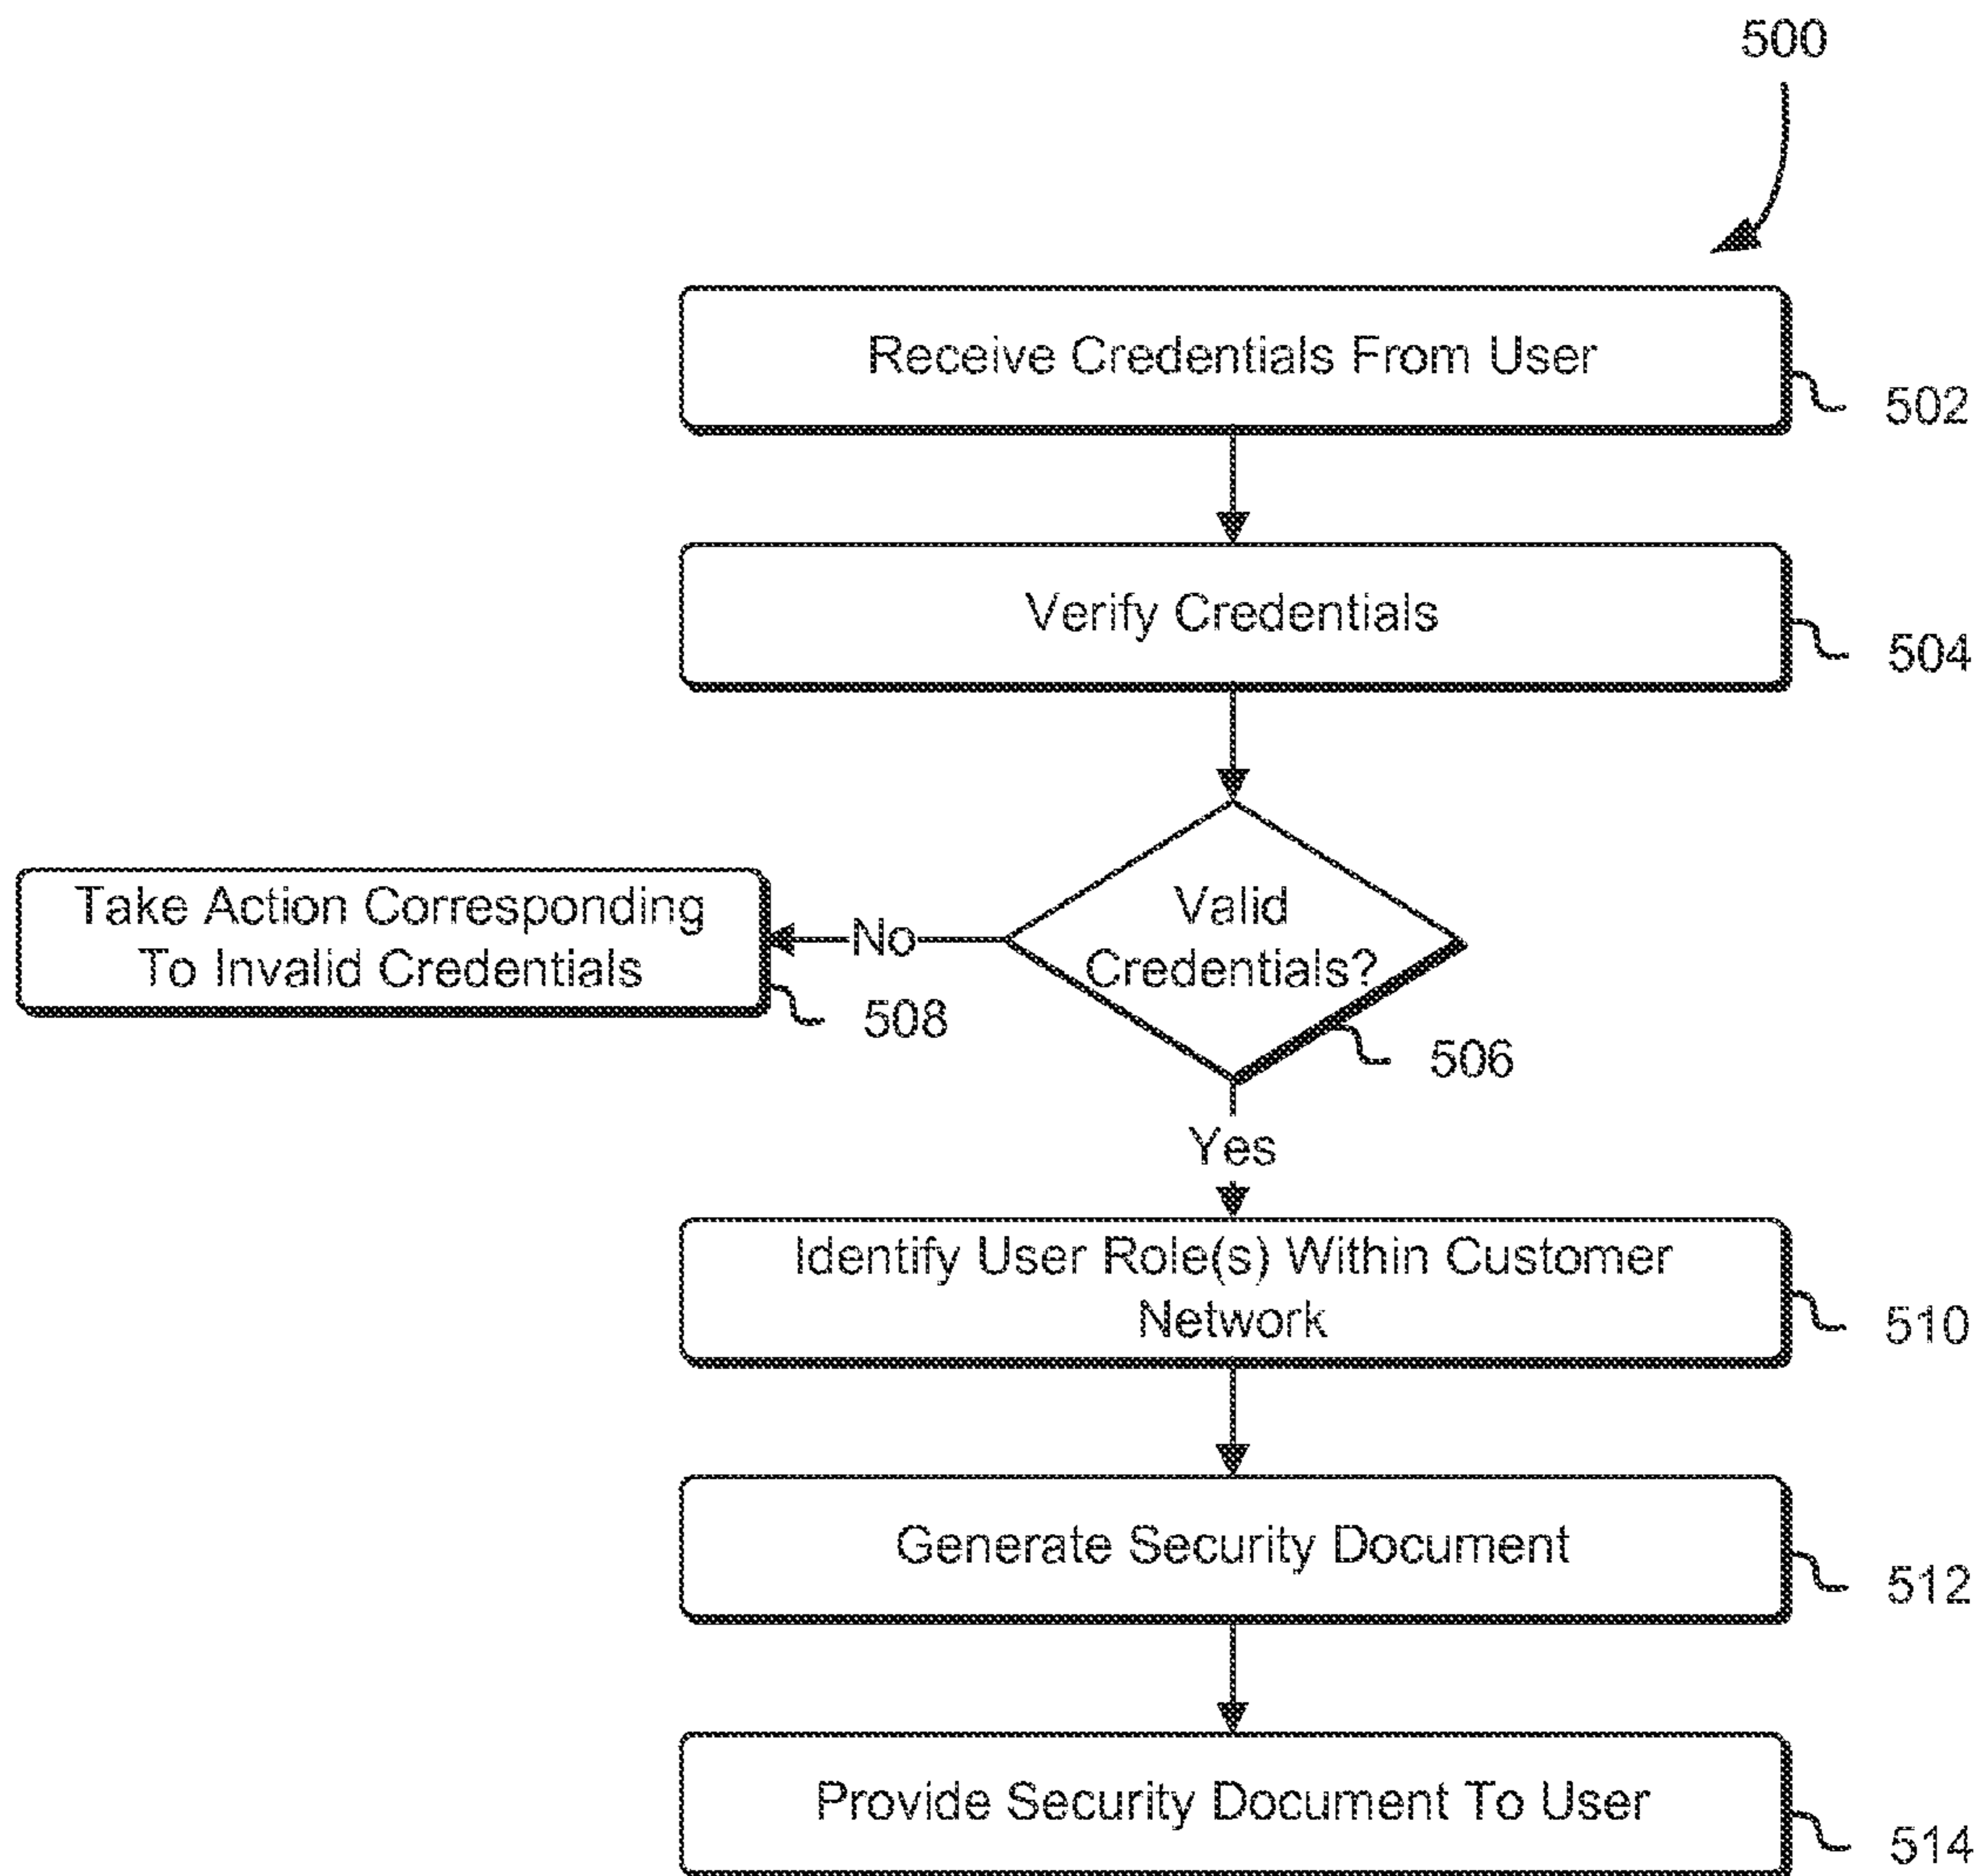 500
Receive Credentials From User
502
Verify Credentials
504
Valid
Credentials?
506
No
Take Action Corresponding
To Invalid Credentials
508
Yes
Identify User Role(s) Within Customer
Network
510
Generate Security Document
512
Provide Security Document To User
514